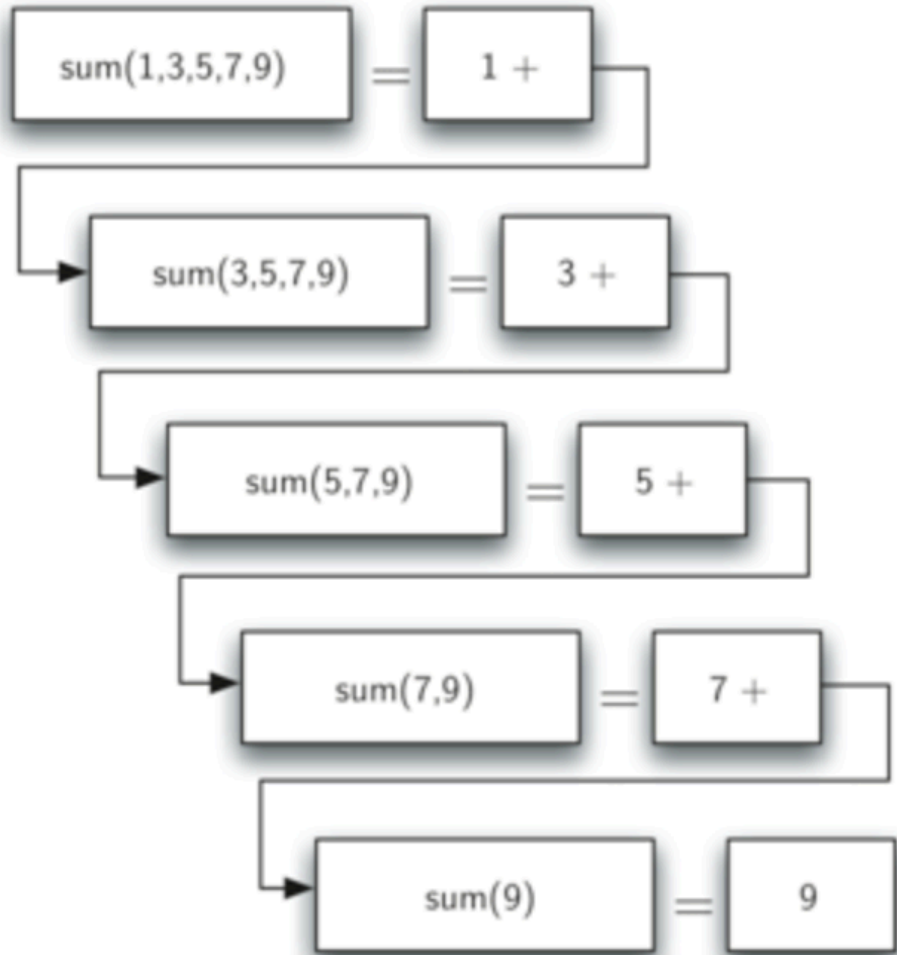 sum(1,3,5,7,9) = 1 +
sum(3,5,7,9) = 3 +
sum(5,7,9) = 5 +
sum(7,9) = 7 +
sum(9) = 9